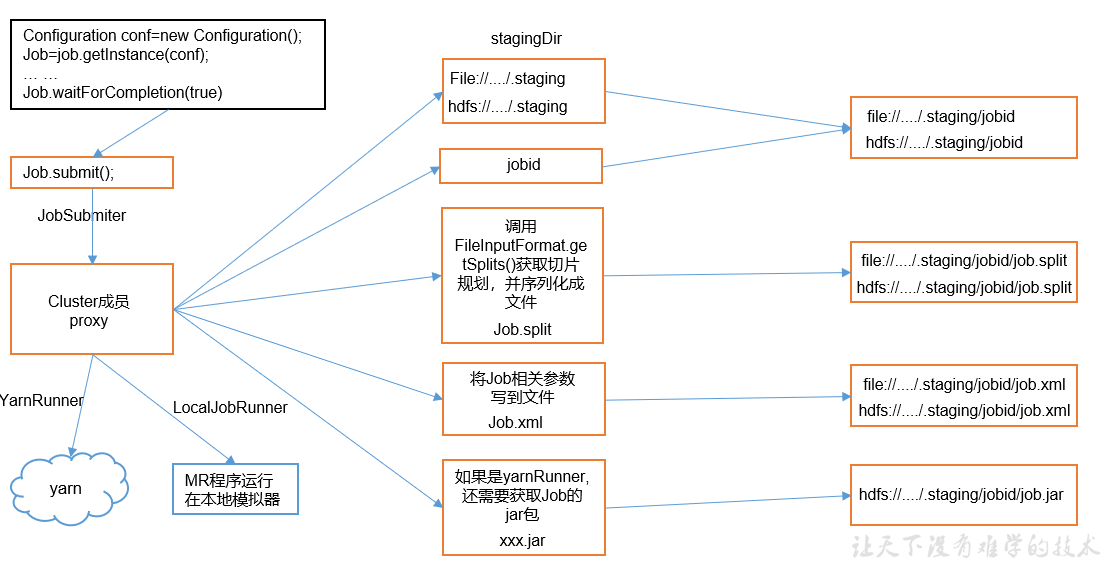 Configuration conf=new Configuration();
Job=job.getInstance(conf);
... ...
Job.waitForCompletion(true)
Job.submit();
JobSubmiter
Cluster成员
proxy
YarnRunner
LocalJobRunner
yarn
MR程序运行
在本地模拟器
stagingDir
File://..../.staging
hdfs://..../.staging
jobid
调用
FileInputFormat.ge
tSplits()获取切片
规划，并序列化成
文件
Job.split
将Job相关参数
写到文件
Job.xml
如果是yarnRunner,
还需要获取Job的
jar包
xxx.jar
file://..../.staging/jobid
hdfs://..../.staging/jobid
file://..../.staging/jobid/job.split
hdfs://..../.staging/jobid/job.split
file://..../.staging/jobid/job.xml
hdfs://..../.staging/jobid/job.xml
hdfs://..../.staging/jobid/job.jar
让天下没有难学的技术